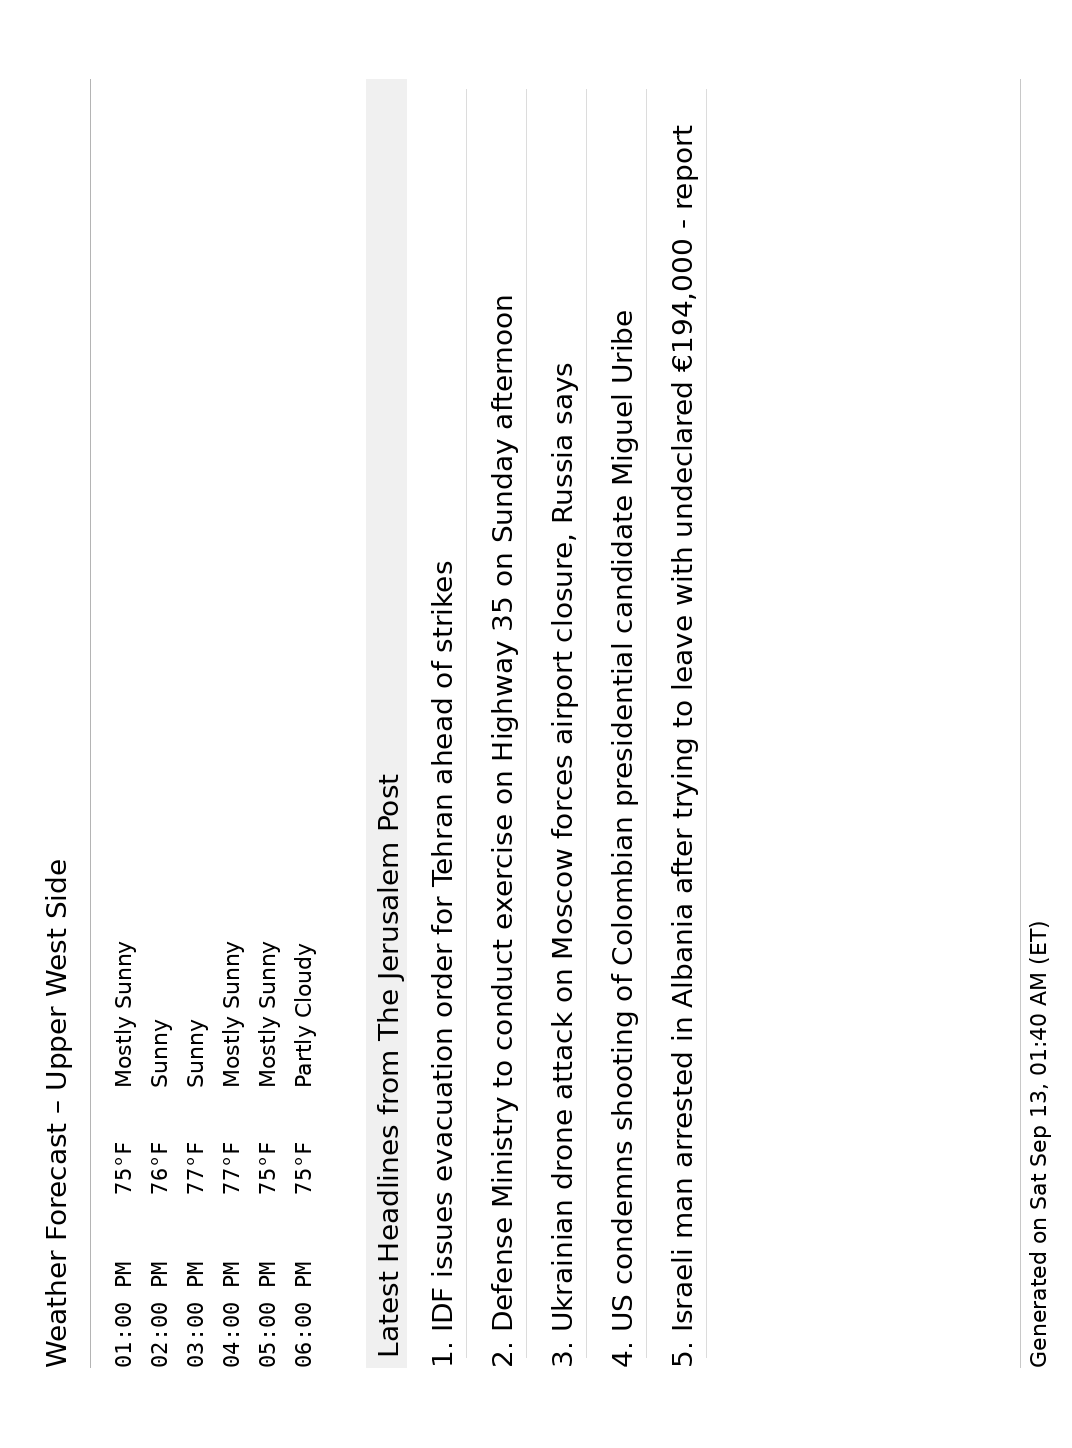 Weather Forecast – Upper West Side
01:00 PM 75°F Mostly Sunny
02:00 PM 76°F Sunny
03:00 PM 77°F Sunny
04:00 PM 77°F Mostly Sunny
05:00 PM 75°F Mostly Sunny
06:00 PM 75°F Partly Cloudy
Latest Headlines from The Jerusalem Post
1. IDF issues evacuation order for Tehran ahead of strikes
2. Defense Ministry to conduct exercise on Highway 35 on Sunday afternoon
3. Ukrainian drone attack on Moscow forces airport closure, Russia says
4. US condemns shooting of Colombian presidential candidate Miguel Uribe
5. Israeli man arrested in Albania after trying to leave with undeclared €194,000 - report
Generated on Sat Sep 13, 01:40 AM (ET)